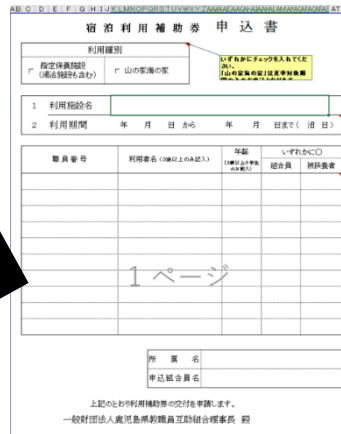 宿 泊 利 用 補 助 券 申 込 書
利用種別
指定保養施設
(湯治施設も含む)
山の家海の家
いずれかにチェックを入れてください。
1 利用施設名
2 利用期間 年 月 日 から 年 月 日まで( 泊 日)
職員番号
利用者名
年齢
いずれかに〇
組合員
被扶養者
1 ページ
所 属 名
申込組合員名
上記のとおり利用補助券の交付を申請します。
一般財団法人鹿児島県教職員互助組合理事長 殿